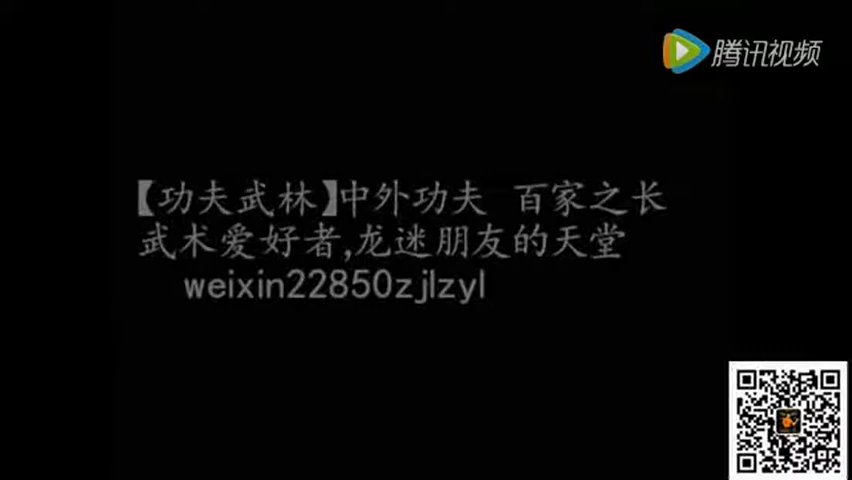 腾讯视频
【功夫武林】中外功夫 百家之长
武术爱好者,龙迷朋友的天堂
weixin22850zjlzyl